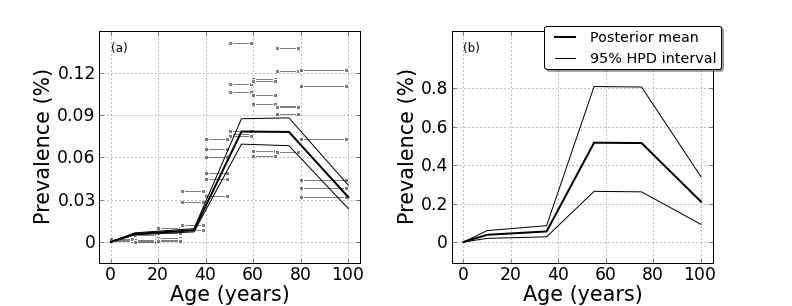 (a)
Prevalence (%)
0.12
0.09
0.06
0.03
0
0 20 40 60 80 100
Age (years)
(b)
Posterior mean
95% HPD interval
Prevalence (%)
0.8
0.6
0.4
0.2
0
0 20 40 60 80 100
Age (years)